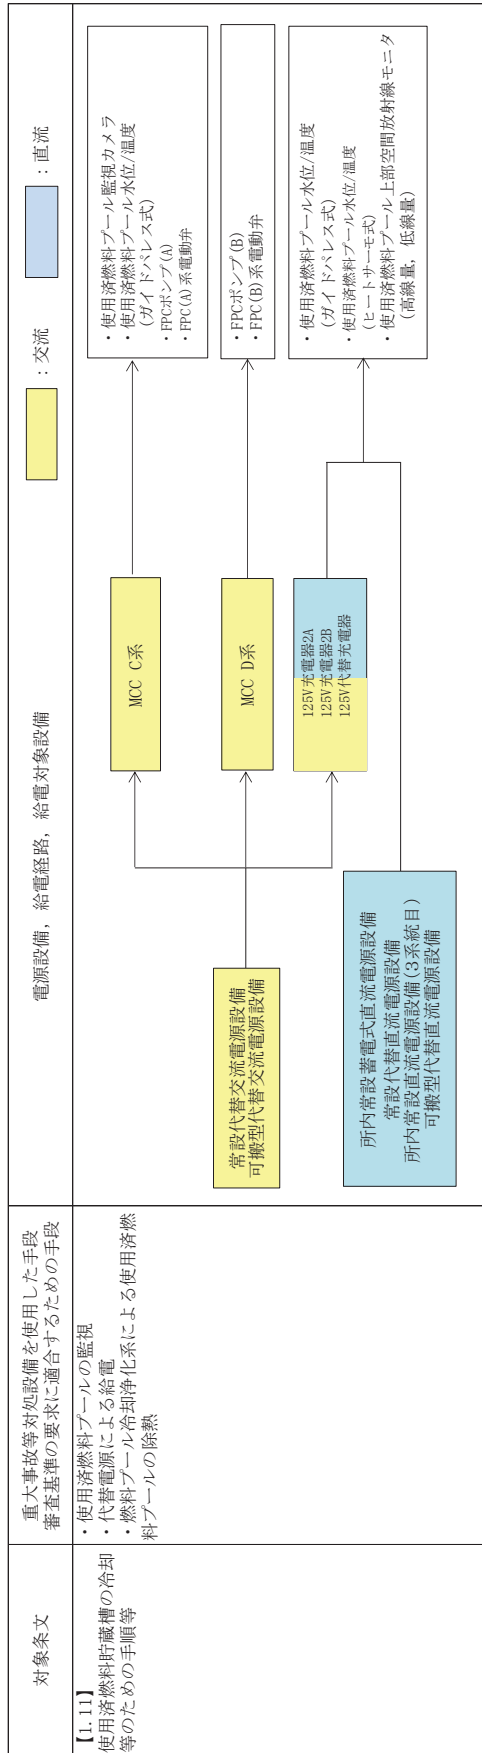 対象条文
重大事故等対処設備を使用した手段
審査基準の要求に適合するための手段
電源設備，給電経路，給電対象設備
：交流
：直流
【1.11】
使用済燃料貯蔵槽の冷却
等のための手順等
・使用済燃料プールの監視
・代替電源による給電
・燃料プール冷却浄化系による使用済燃
料プールの除熱
常設代替交流電源設備
可搬型代替交流電源設備
MCC C系
・使用済燃料プール監視カメラ
・使用済燃料プール水位/温度
(ガイドパルス式)
・FPCポンプ(A)
・FPC(A)系電動弁
MCC D系
・FPCポンプ(B)
・FPC(B)系電動弁
125V充電器2A
125V充電器2B
125V代替充電器
所内常設蓄電式直流電源設備
常設代替直流電源設備
所内常設直流電源設備(3系統目)
可搬型代替直流電源設備
・使用済燃料プール水位/温度
(ガイドパルス式)
・使用済燃料プール水位/温度
(ヒートサーモ式)
・使用済燃料プール上部空間放射線モニタ
(高線量，低線量)